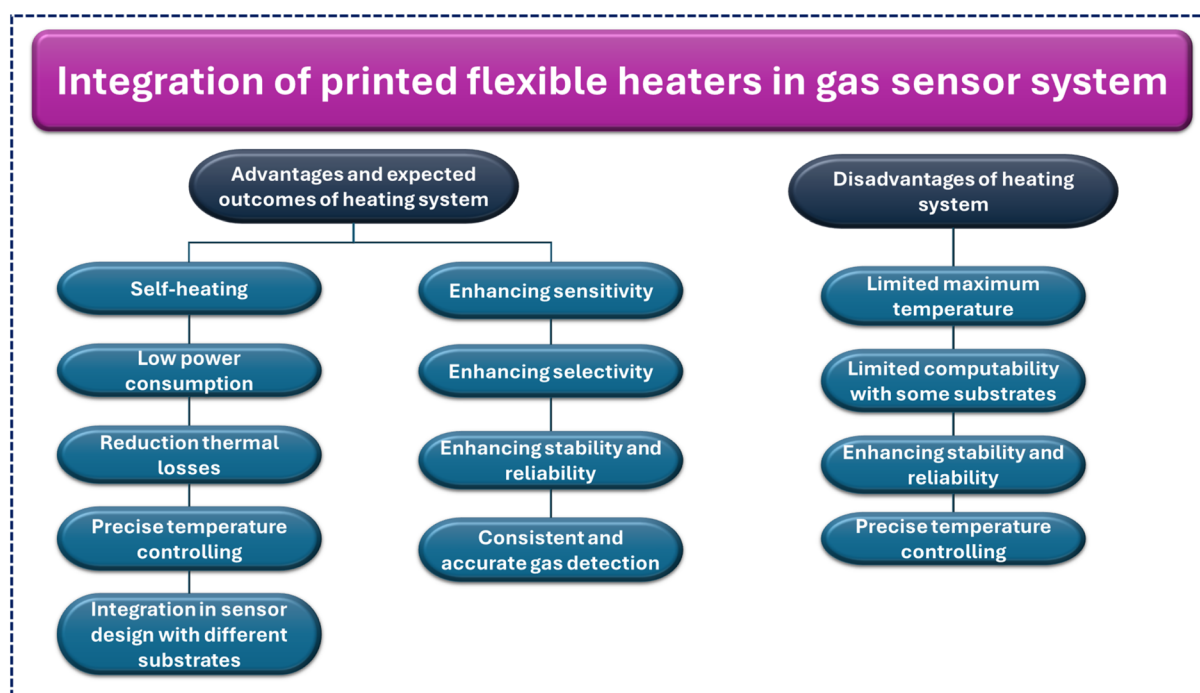 Integration of printed flexible heaters in gas sensor system
Advantages and expected
outcomes of heating system
Self-heating
Low power
consumption
Reduction thermal
losses
Precise temperature
controlling
Integration in sensor
design with different
substrates
Enhancing sensitivity
Enhancing selectivity
Enhancing stability and
reliability
Consistent and
accurate gas detection
Disadvantages of heating
system
Limited maximum
temperature
Limited computability
with some substrates
Enhancing stability and
reliability
Precise temperature
controlling